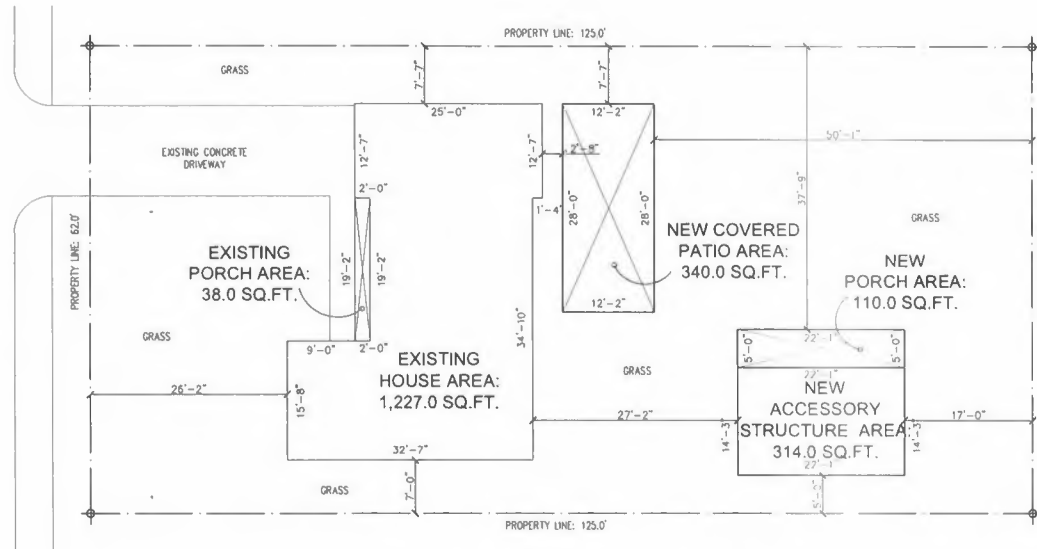 PROPERTY LINE: 125.0'
GRASS
7'-7"
7'-7"
25'-0"
12'-2"
50'-1"
EXISTING CONCRETE
DRIVEWAY
12'-7"
12'-7"
2'-8"
37'-9"
2'-0"
1'-4"
28'-0"
28'-0"
GRASS
PROPERTY LINE: 62.0'
EXISTING
PORCH AREA:
38.0 SQ.FT.
19'-2"
19'-2"
NEW COVERED
PATIO AREA:
340.0 SQ.FT.
NEW
PORCH AREA:
110.0 SQ.FT.
12'-2"
GRASS
9'-0"
2'-0"
34'-10"
EXISTING
HOUSE AREA:
1,227.0 SQ.FT.
GRASS
5'-0"
22'-1"
5'-0"
22'-1"
26'-2"
15'-8"
27'-2"
NEW
ACCESSORY
STRUCTURE AREA
314.0 SQ.FT.
14'-3"
14'-3"
17'-0"
32'-7"
GRASS
7'-0"
PROPERTY LINE: 125.0'